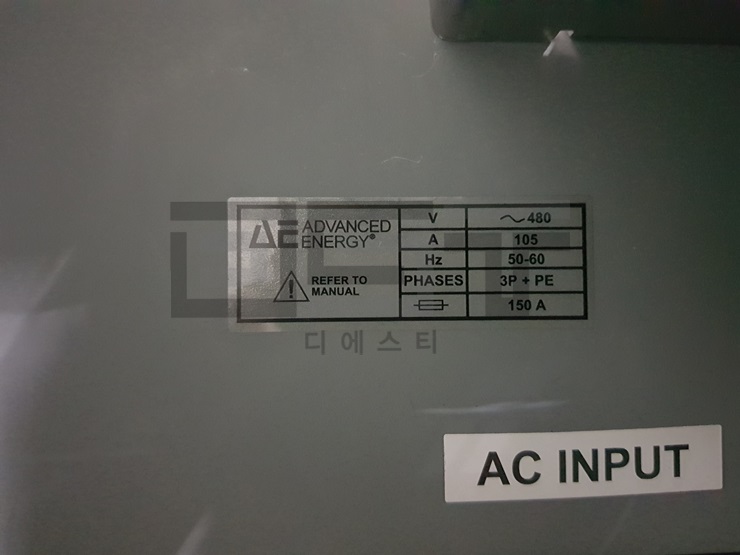 AE ADVANCED ENERGY®
REFER TO
MANUAL
V ~480
A 105
Hz 50-60
PHASES 3P + PE
150 A
디에스티
AC INPUT